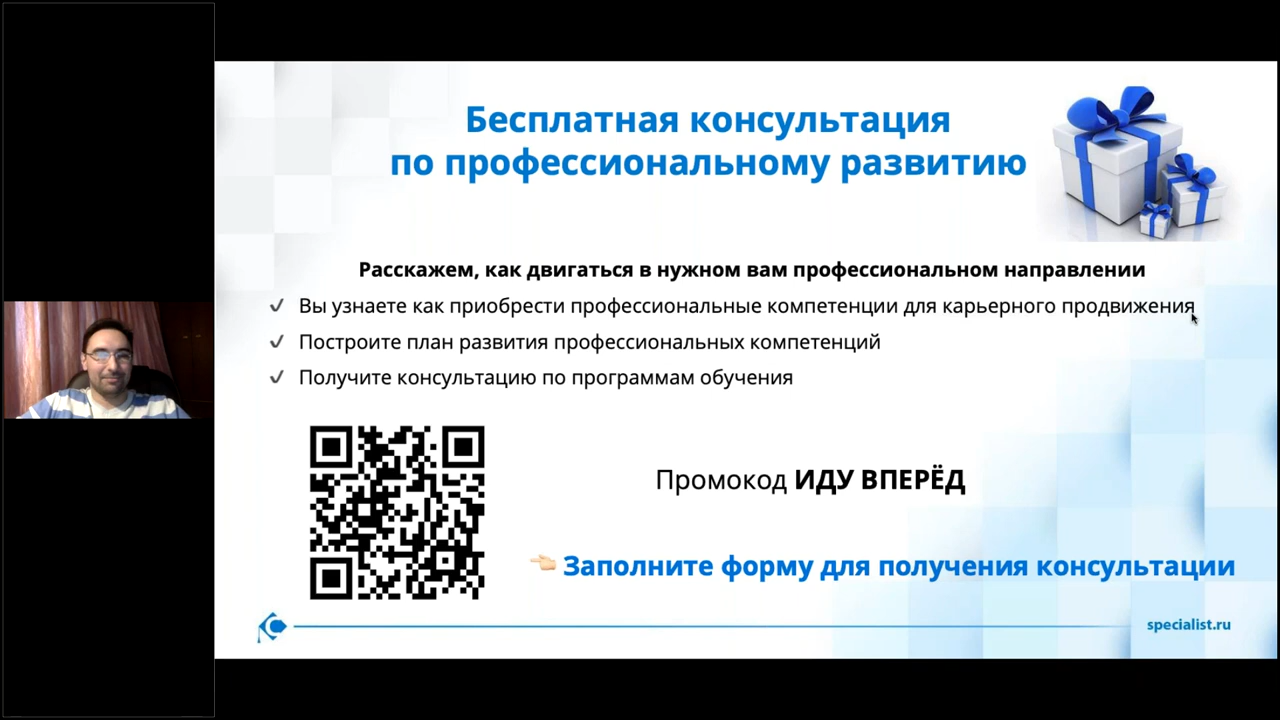 Бесплатная консультация
по профессиональному развитию
Расскажем, как двигаться в нужном вам профессиональном направлении
Вы узнаете как приобрести профессиональные компетенции для карьерного продвижения
Построите план развития профессиональных компетенций
Получите консультацию по программам обучения
Промокод ИДУ ВПЕРЁД
Заполните форму для получения консультации
specialist.ru